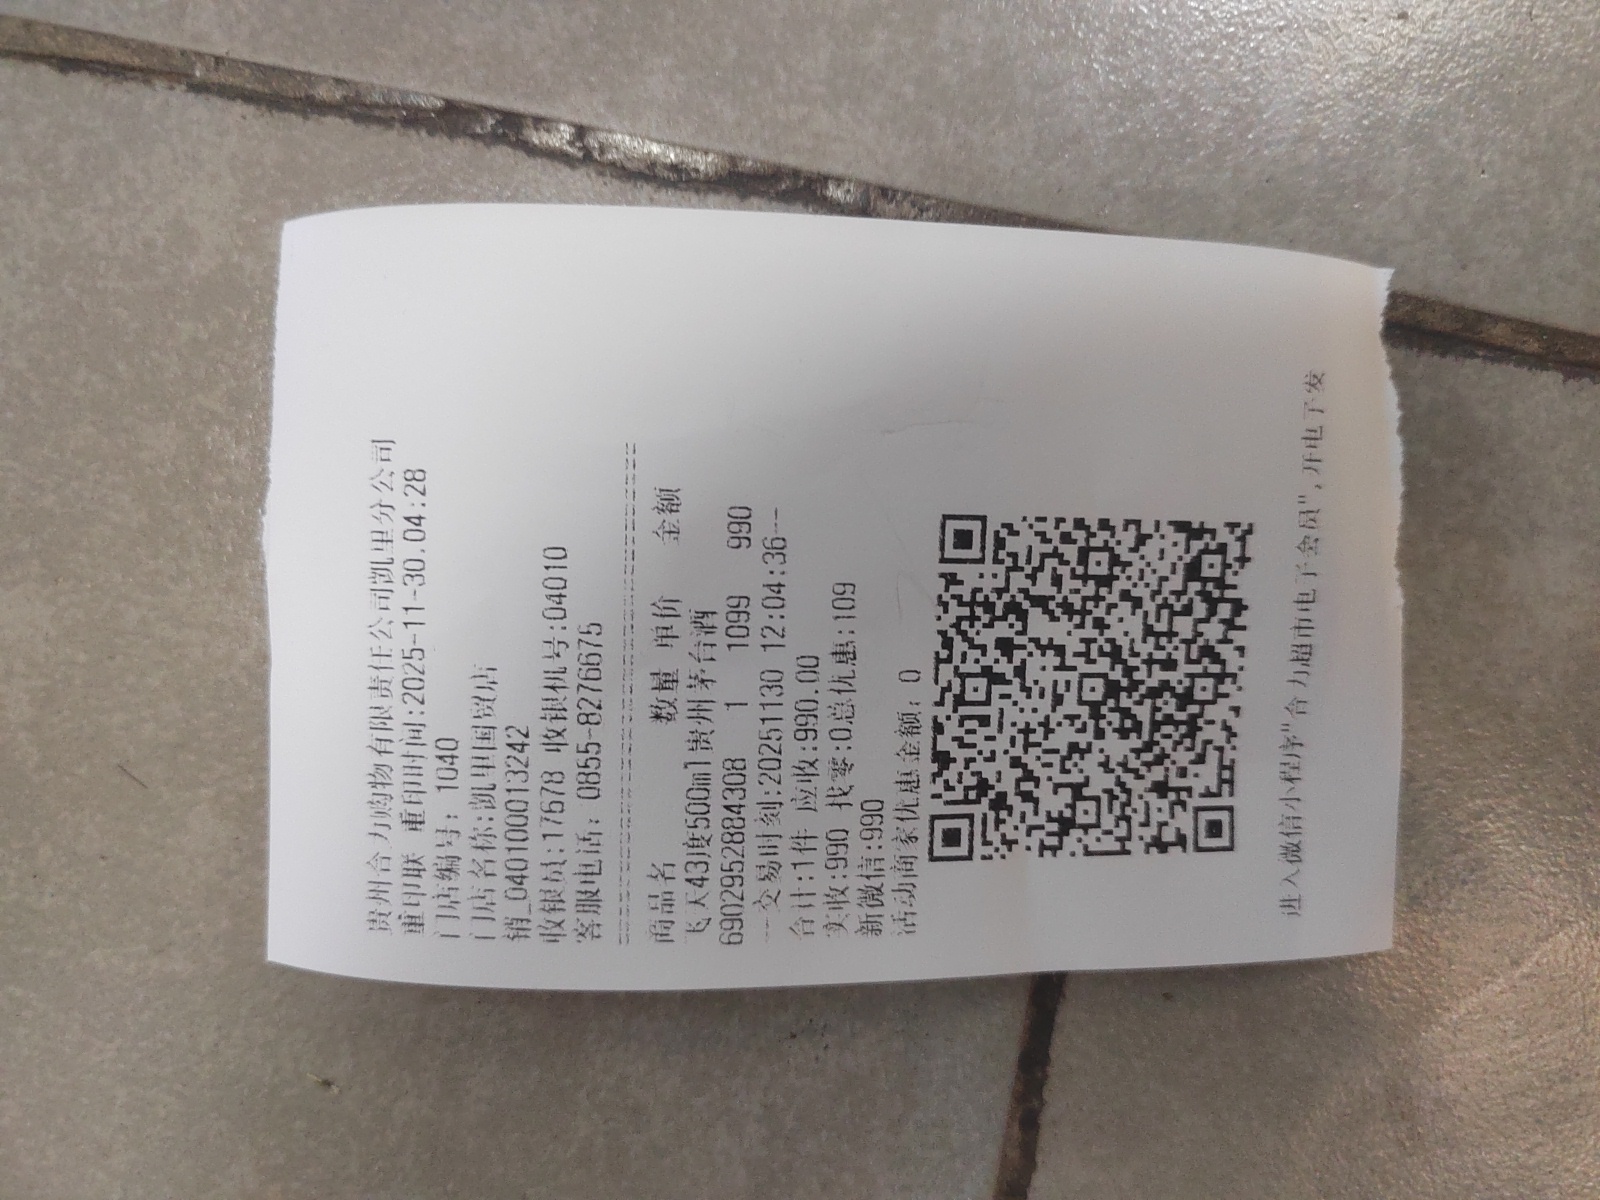 贵州合力购物有限责任公司凯里分公司
重印联 重印时间:2025-11-30.04:28
门店编号: 1040
门店名称:凯里国贸店
销_040100013242
收银员:17678 收银机号:04010
客服电话: 0855-8276675
商品名 数量 单价 金额
飞天43度500ml贵州茅台酒
6902952884308 1 1099 990
---交易时刻:20251130 12:04:36---
合计:1件 应收:990.00
实收:990 找零:0总优惠:109
新微信:990
活动商家优惠金额: 0
进入微信小程序"合力超市电子会员", 开电子发